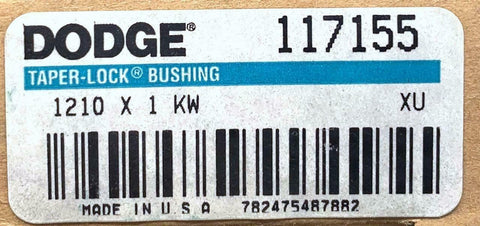 DODGE® 117155
TAPER-LOCK® BUSHING
1210 X 1 KW XU
MADE IN U S A 782475487882